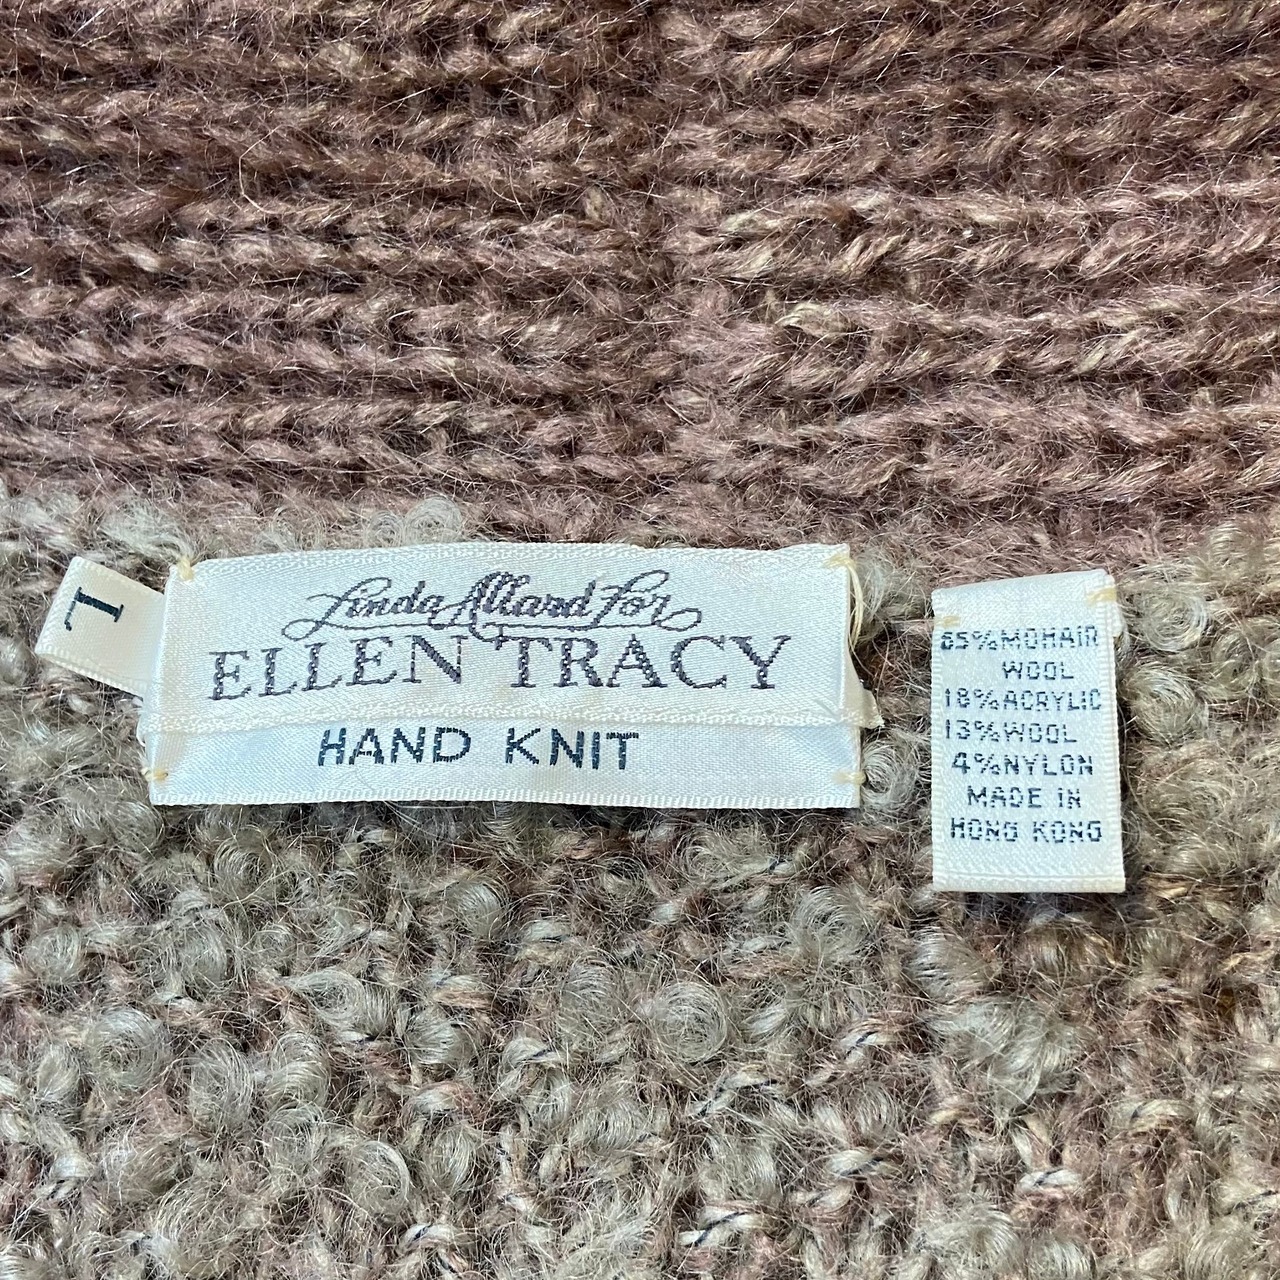 L
Linda Allard For
ELLEN TRACY
HAND KNIT
65%MOHAIR
WOOL
18%ACRYLIC
13%WOOL
4%NYLON
MADE IN
HONG KONG